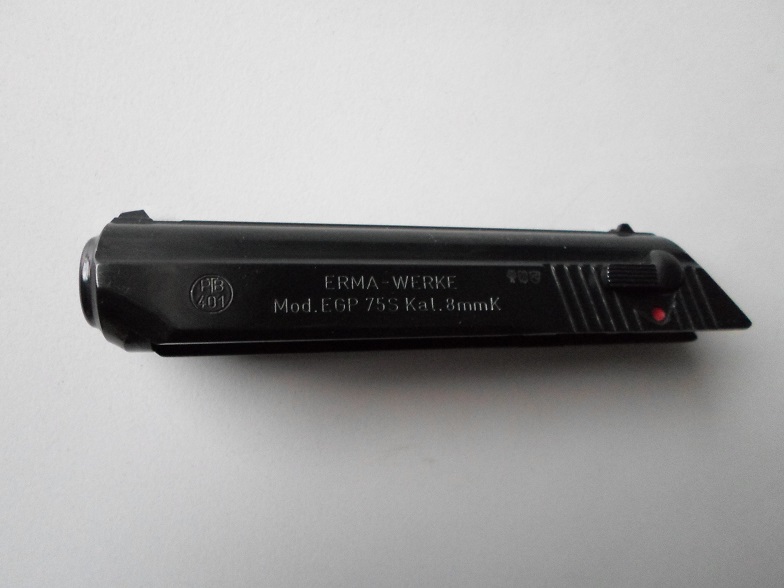 PTB
401
ERMA-WERKE
Mod.EGP 75S Kal.8mmK